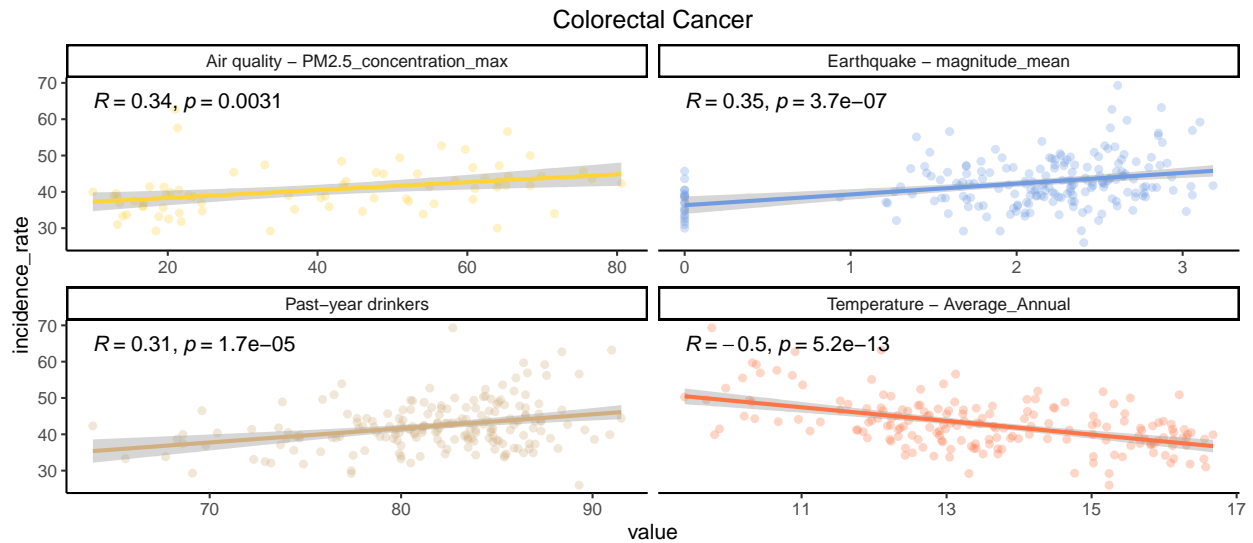 Colorectal Cancer
Air quality − PM2.5_concentration_max
Earthquake − magnitude_mean
R = 0.34, p = 0.0031
R = 0.35, p = 3.7e−07
70
60
50
40
30
20
40
60
80
0
1
2
3
Past−year drinkers
Temperature − Average_Annual
R = 0.31, p = 1.7e−05
R = −0.5, p = 5.2e−13
70
60
50
40
30
70
80
90
11
13
15
17
incidence_rate
value